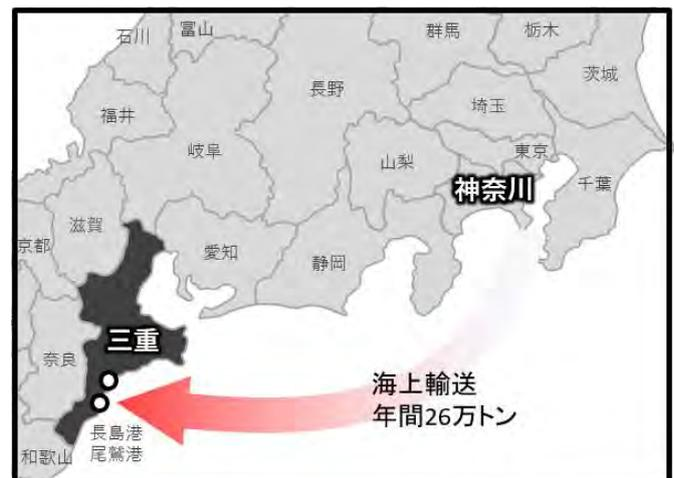 石川
富山
群馬
栃木
茨城
福井
長野
埼玉
岐阜
山梨
東京
神奈川
千葉
滋賀
京都
愛知
静岡
三重
奈良
海上輸送
年間26万トン
長島港
尾鷲港
和歌山